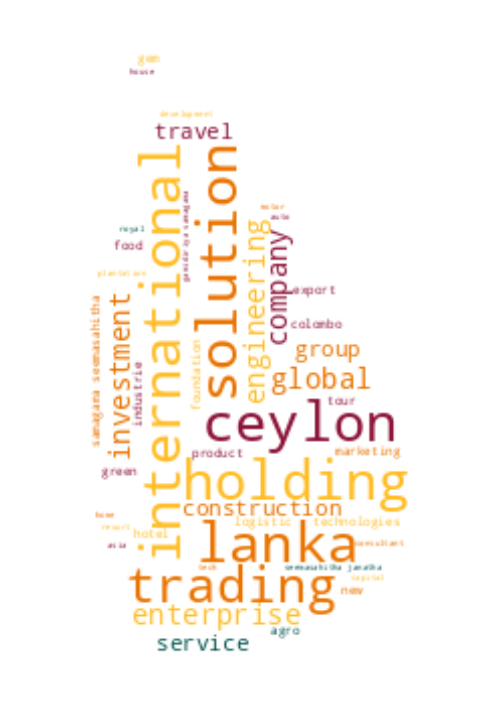 gem
house
development
travel
international
solution
motor
auto
royal
food
engineering
company
gamidiriya samagama
plantation
export
samagama seemasahitha
investment
colombo
foundation
group
industrie
global
tour
ceylon
product
marketing
green
holding
construction
home
logistic
technologies
resort
hotel
lanka
asia
consultant
tech
seemasahitha janatha
capital
trading
new
enterprise
agro
service